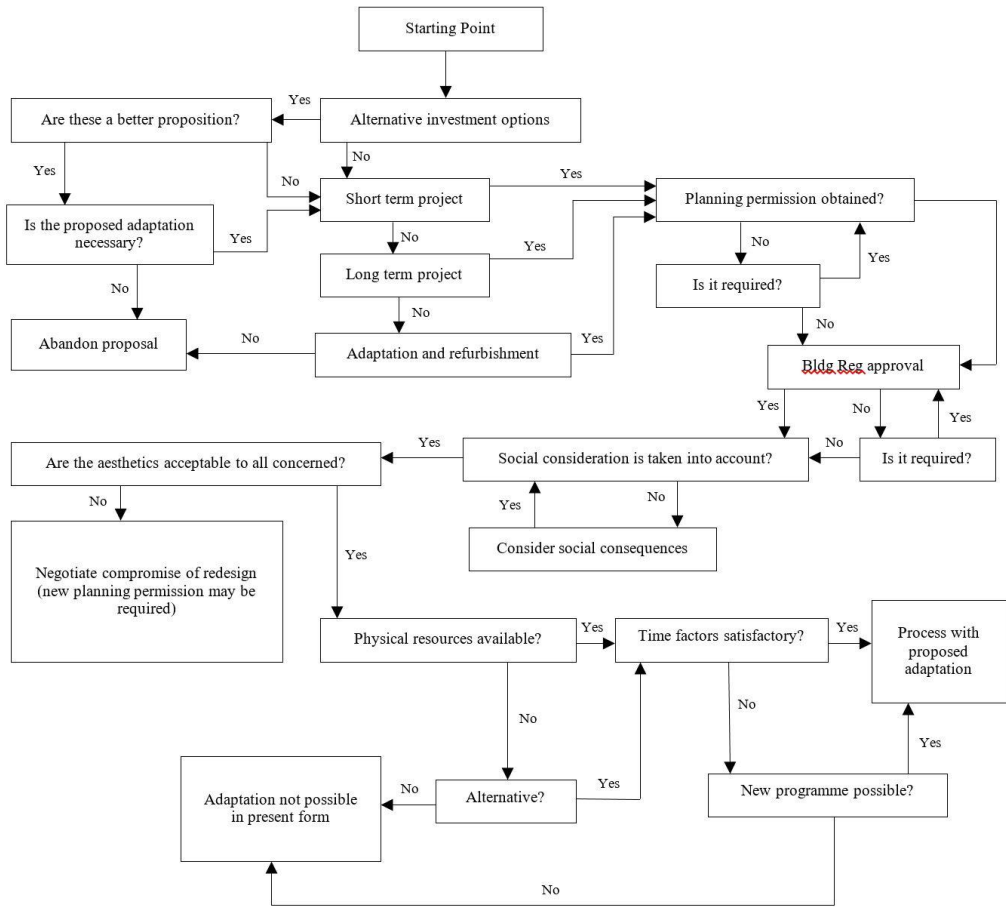 Starting Point
Yes
Are these a better proposition?
Alternative investment options
No
Yes
No
Yes
Short term project
Planning permission obtained?
Is the proposed adaptation
necessary?
Yes
No
Yes
No
Yes
Long term project
Is it required?
No
No
No
Abandon proposal
No
Adaptation and refurbishment
Yes
Bldg Reg approval
Yes
No
Yes
Yes
No
Are the aesthetics acceptable to all concerned?
Social consideration is taken into account?
Is it required?
No
Yes
No
Yes
Consider social consequences
Negotiate compromise of redesign
(new planning permission may be
required)
Physical resources available?
Yes
Time factors satisfactory?
Yes
Process with
proposed
adaptation
No
No
Yes
No
Yes
Adaptation not possible
in present form
Alternative?
New programme possible?
No